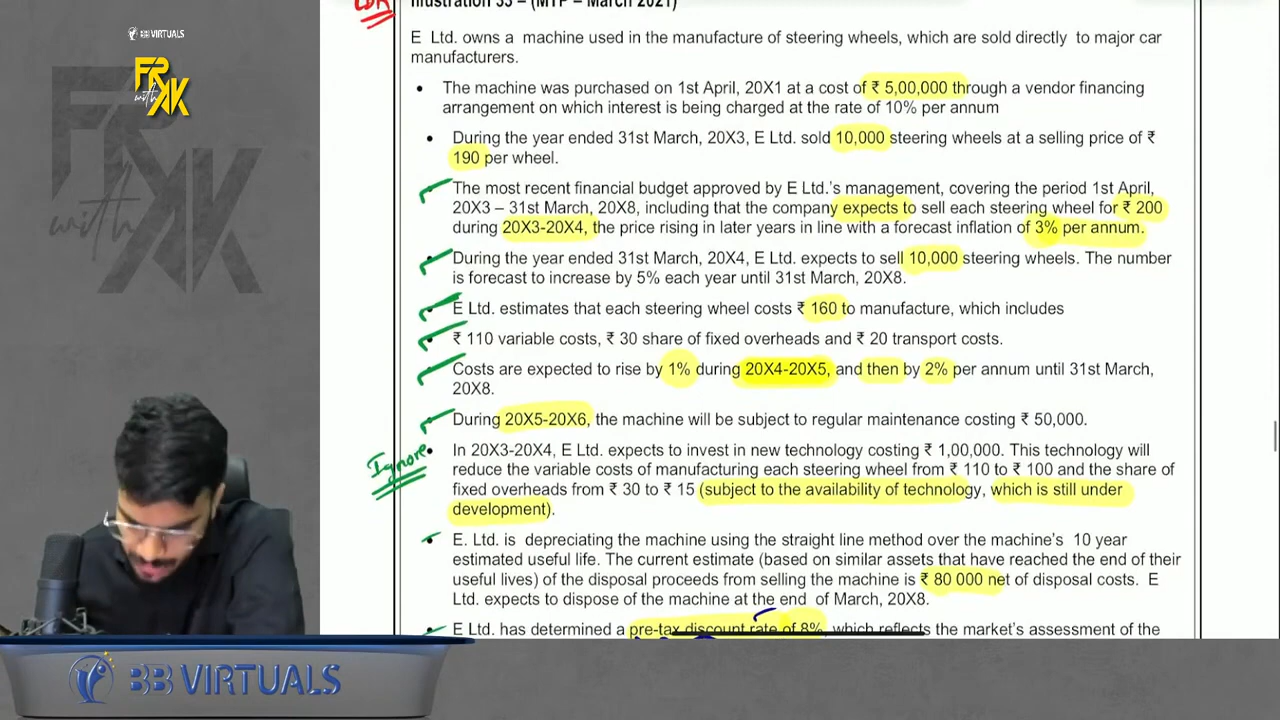 Illustration 33 – (MTP – March 2021)
BB VIRTUALS
FR
with
AK
E Ltd. owns a machine used in the manufacture of steering wheels, which are sold directly to major car
manufacturers.
• The machine was purchased on 1st April, 20X1 at a cost of ₹ 5,00,000 through a vendor financing
arrangement on which interest is being charged at the rate of 10% per annum
• During the year ended 31st March, 20X3, E Ltd. sold 10,000 steering wheels at a selling price of ₹
190 per wheel.
The most recent financial budget approved by E Ltd.'s management, covering the period 1st April,
20X3 – 31st March, 20X8, including that the company expects to sell each steering wheel for ₹ 200
during 20X3-20X4, the price rising in later years in line with a forecast inflation of 3% per annum.
• During the year ended 31st March, 20X4, E Ltd. expects to sell 10,000 steering wheels. The number
is forecast to increase by 5% each year until 31st March, 20X8.
• E Ltd. estimates that each steering wheel costs ₹ 160 to manufacture, which includes
• ₹ 110 variable costs, ₹ 30 share of fixed overheads and ₹ 20 transport costs.
Costs are expected to rise by 1% during 20X4-20X5, and then by 2% per annum until 31st March,
20X8.
During 20X5-20X6, the machine will be subject to regular maintenance costing ₹ 50,000.
Ignore
• In 20X3-20X4, E Ltd. expects to invest in new technology costing ₹ 1,00,000. This technology will
reduce the variable costs of manufacturing each steering wheel from ₹ 110 to ₹ 100 and the share of
fixed overheads from ₹ 30 to ₹ 15 (subject to the availability of technology, which is still under
development).
• E. Ltd. is depreciating the machine using the straight line method over the machine's 10 year
estimated useful life. The current estimate (based on similar assets that have reached the end of their
useful lives) of the disposal proceeds from selling the machine is ₹ 80 000 net of disposal costs. E
Ltd. expects to dispose of the machine at the end of March, 20X8.
• E Ltd. has determined a pre-tax discount rate of 8%, which reflects the market's assessment of the
BB VIRTUALS